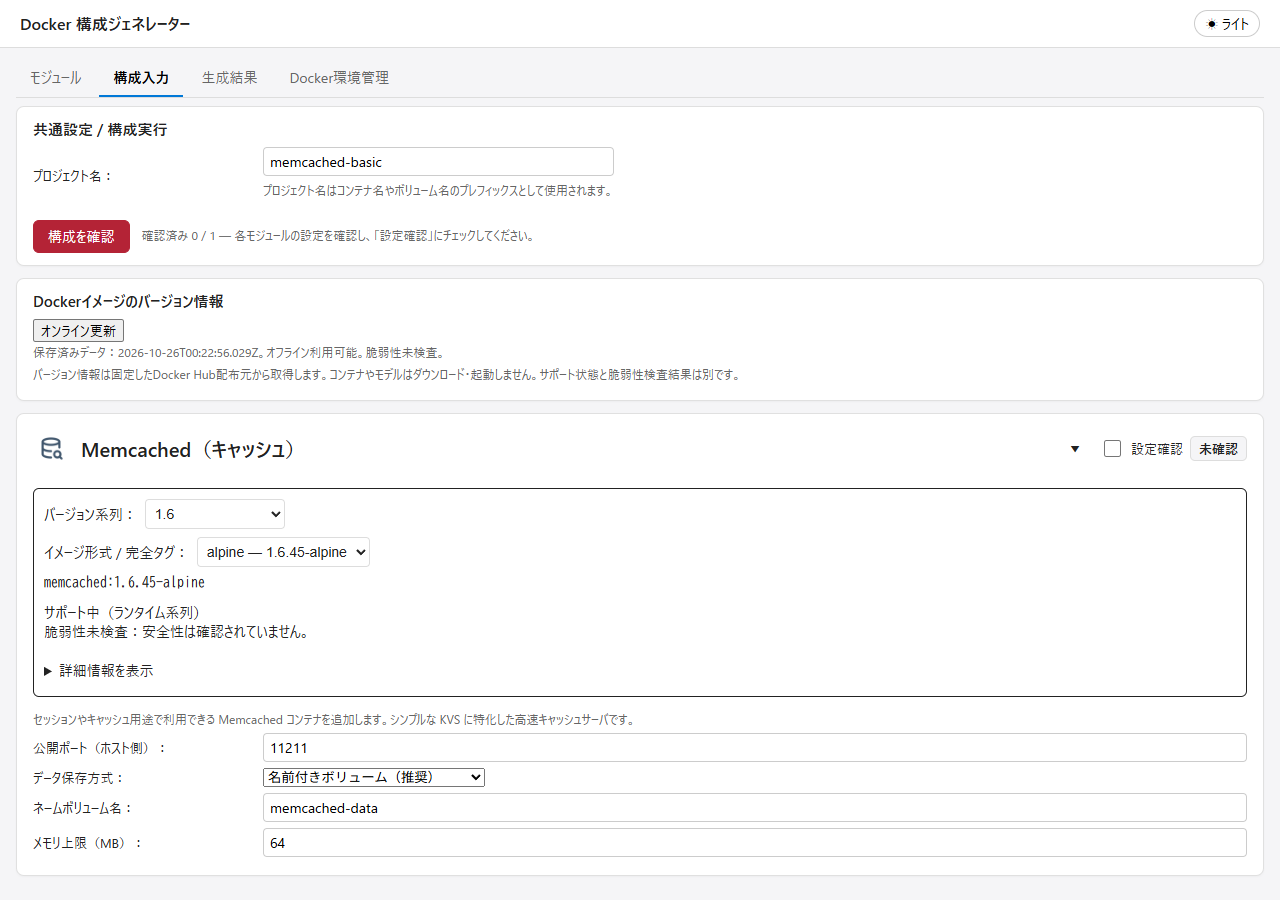 Docker 構成ジェネレーター
ライト
モジュール 構成入力 生成結果 Docker環境管理
共通設定 / 構成実行
プロジェクト名：
memcached-basic
プロジェクト名はコンテナ名やボリューム名のプレフィックスとして使用されます。
構成を確認
確認済み 0 / 1 — 各モジュールの設定を確認し、「設定確認」にチェックしてください。
Dockerイメージのバージョン情報
オンライン更新
保存済みデータ：2026-10-26T00:22:56.029Z。オフライン利用可能。脆弱性未検査。
バージョン情報は固定したDocker Hub配布元から取得します。コンテナやモデルはダウンロード・起動しません。サポート状態と脆弱性検査結果は別です。
Memcached（キャッシュ）
▼ 設定確認 未確認
バージョン系列： 1.6
イメージ形式 / 完全タグ： alpine — 1.6.45-alpine
memcached:1.6.45-alpine
サポート中（ランタイム系列）
脆弱性未検査：安全性は確認されていません。
▶ 詳細情報を表示
セッションやキャッシュ用途で利用できる Memcached コンテナを追加します。シンプルな KVS に特化した高速キャッシュサーバです。
公開ポート（ホスト側）： 11211
データ保存方式： 名前付きボリューム（推奨）
ネームボリューム名： memcached-data
メモリ上限（MB）： 64